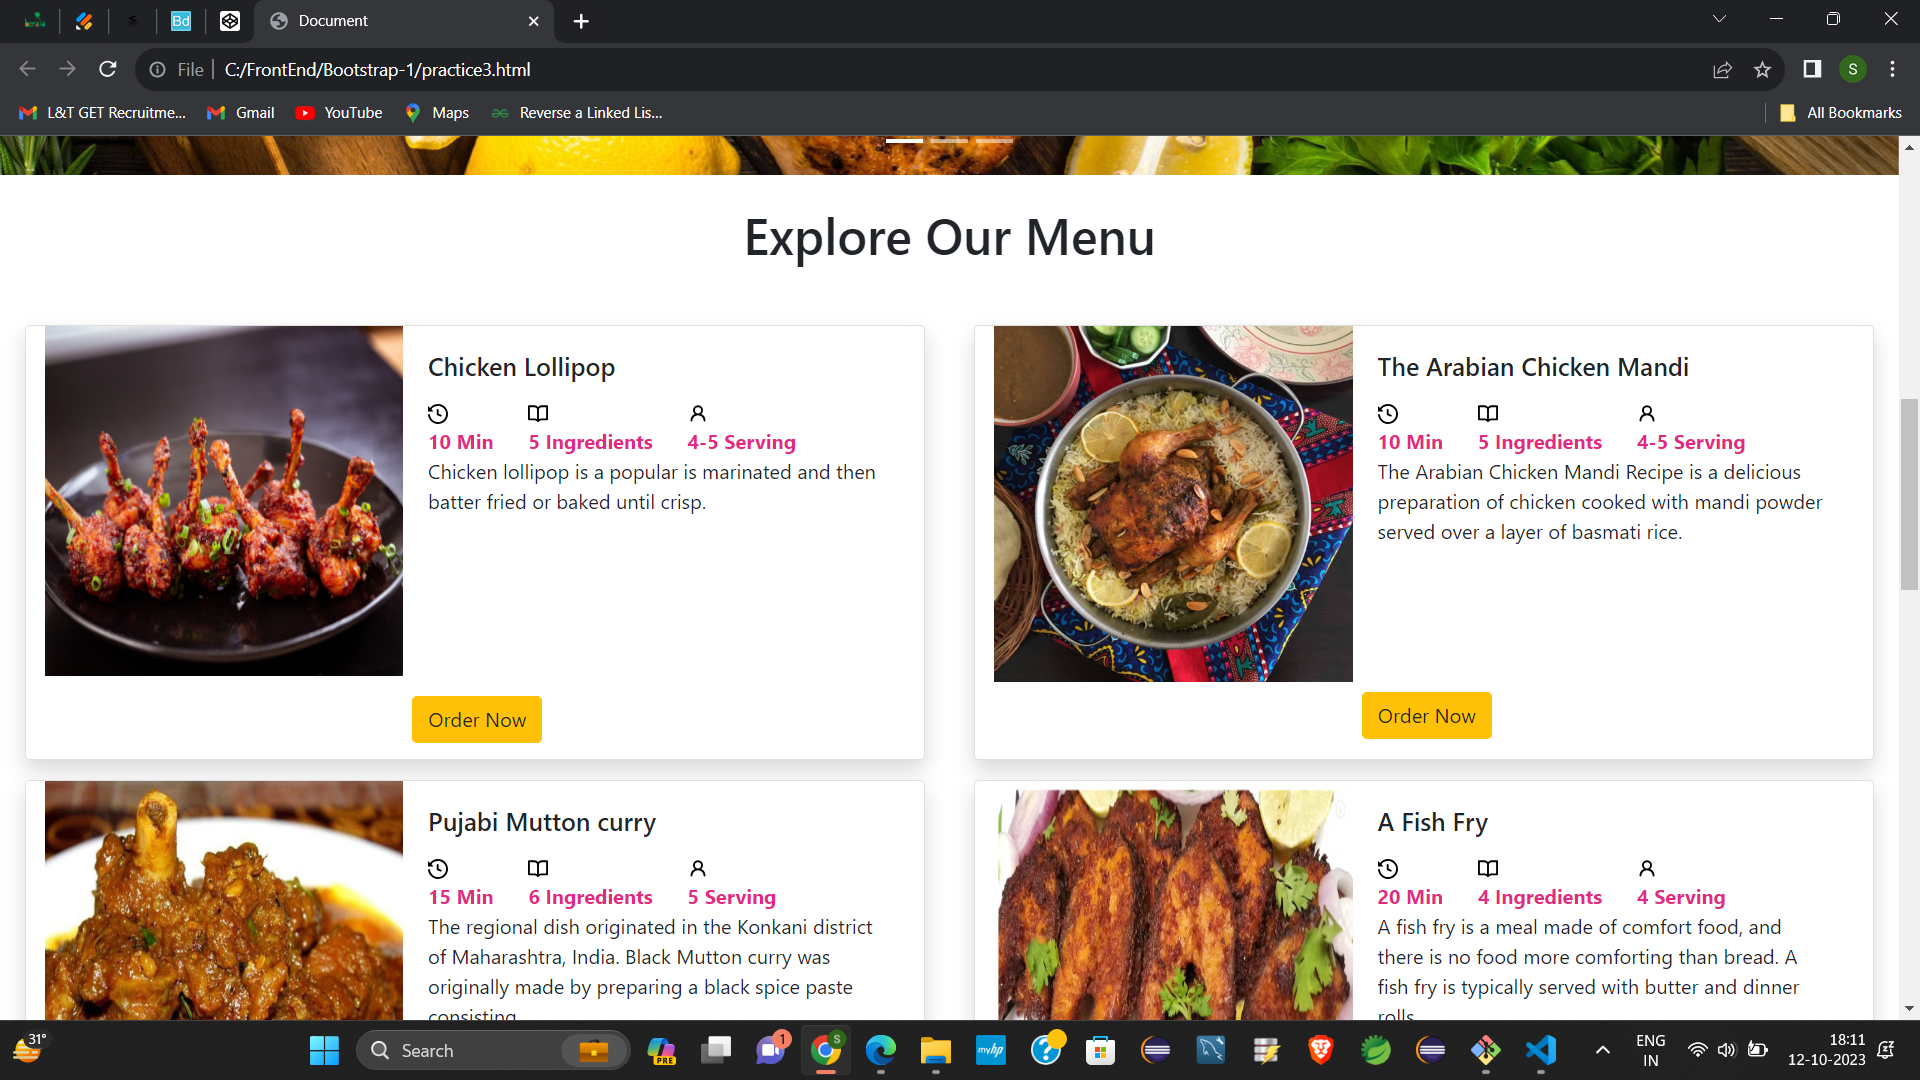 Bd
Document
File
C:/FrontEnd/Bootstrap-1/practice3.html
S
L&T GET Recruitme...
Gmail
YouTube
Maps
Reverse a Linked Lis...
All Bookmarks
Explore Our Menu
Chicken Lollipop
10 Min
5 Ingredients
4-5 Serving
Chicken lollipop is a popular is marinated and then
batter fried or baked until crisp.
Order Now
The Arabian Chicken Mandi
10 Min
5 Ingredients
4-5 Serving
The Arabian Chicken Mandi Recipe is a delicious
preparation of chicken cooked with mandi powder
served over a layer of basmati rice.
Order Now
Pujabi Mutton curry
15 Min
6 Ingredients
5 Serving
The regional dish originated in the Konkani district
of Maharashtra, India. Black Mutton curry was
originally made by preparing a black spice paste
consisting
A Fish Fry
20 Min
4 Ingredients
4 Serving
A fish fry is a meal made of comfort food, and
there is no food more comforting than bread. A
fish fry is typically served with butter and dinner
rolls
31°
Search
PRE
1
S
myhp
ENG
IN
18:11
12-10-2023